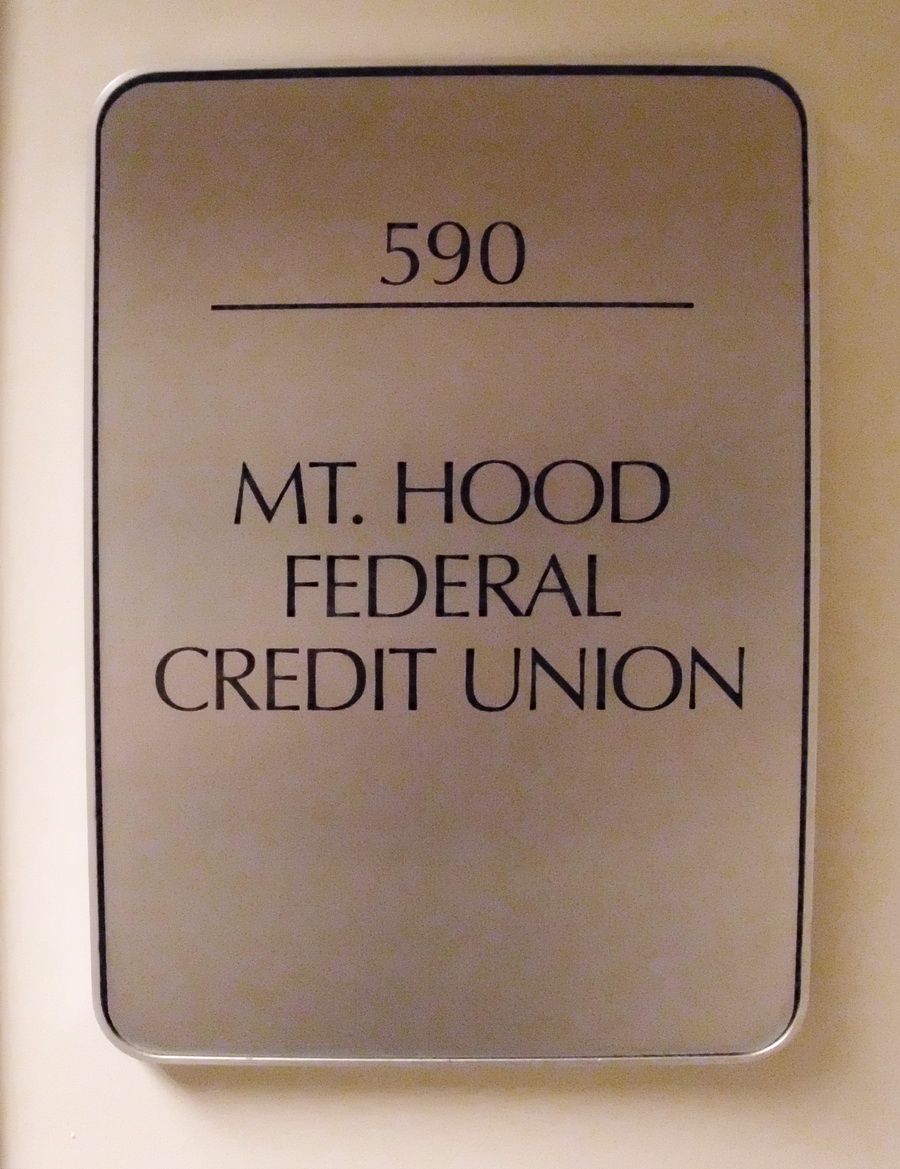 590
MT. HOOD
FEDERAL
CREDIT UNION